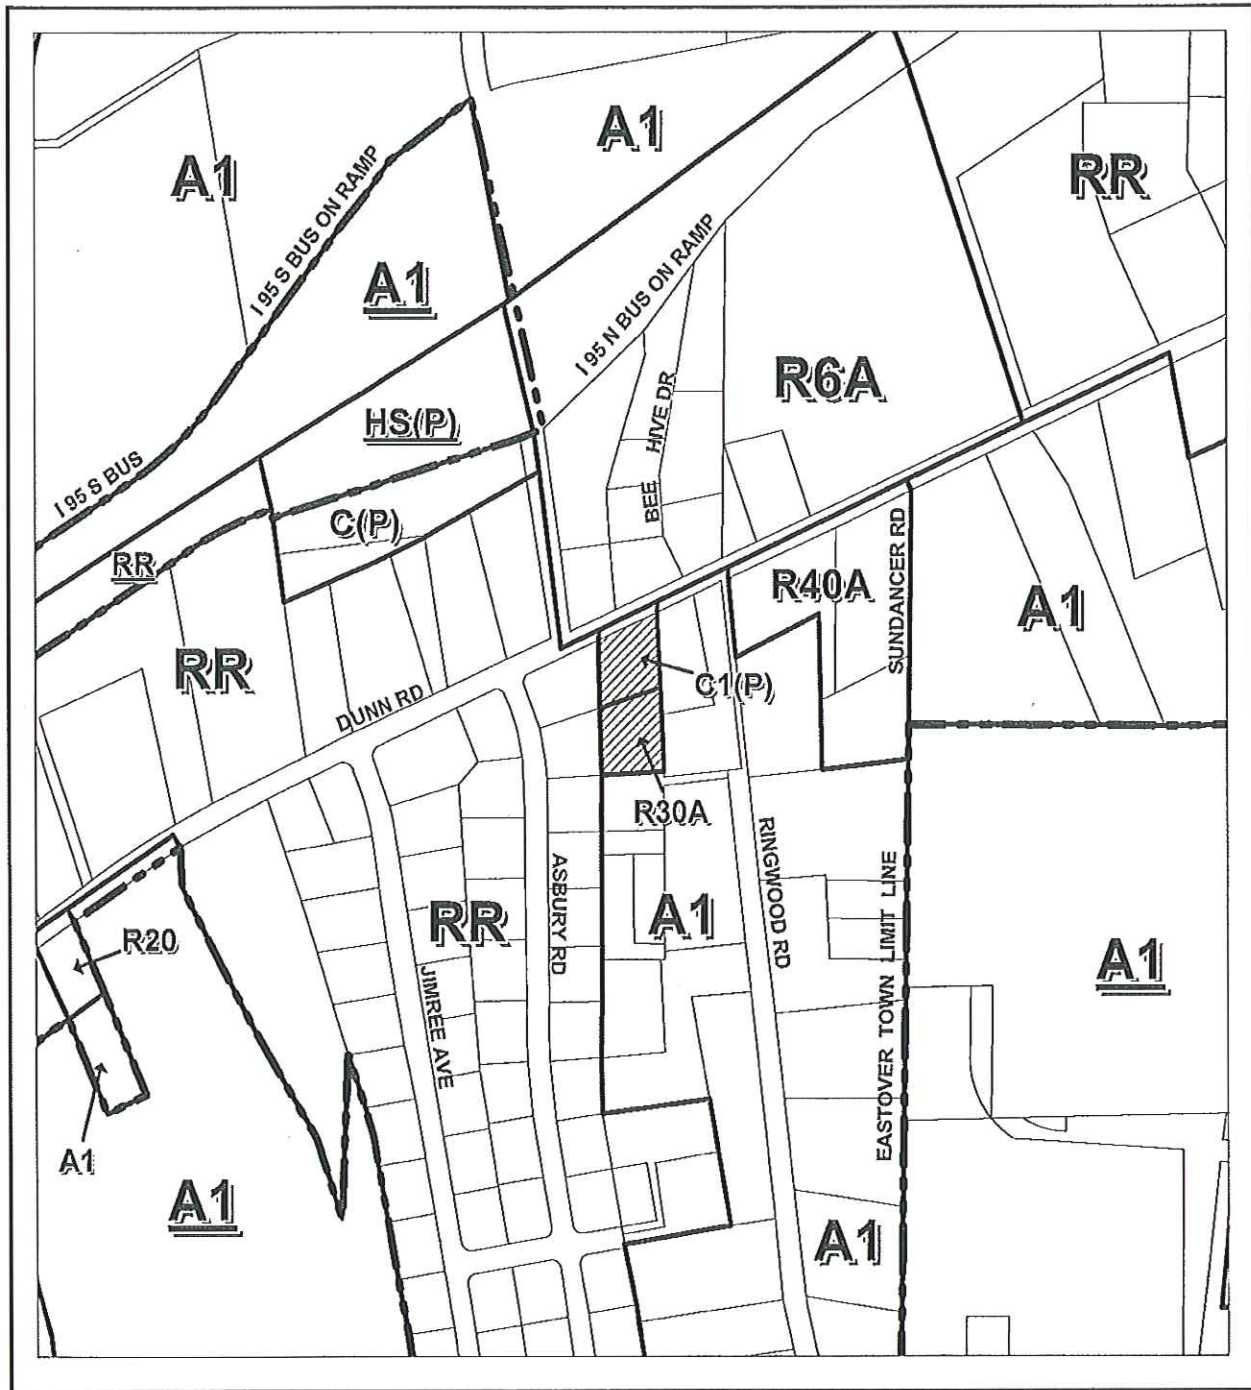 A1
A1
RR
I 95 S BUS ON RAMP
A1
I 95 N BUS ON RAMP
R6A
HS(P)
BEE HIVE DR
I 95 S BUS
C(P)
RR
R40A
SUNDANCER RD
A1
RR
C1(P)
DUNN RD
R30A
RINGWOOD RD
ASBURY RD
RR
A1
EASTOVER TOWN LIMIT LINE
R20
A1
JIMREE AVE
A1
A1
A1